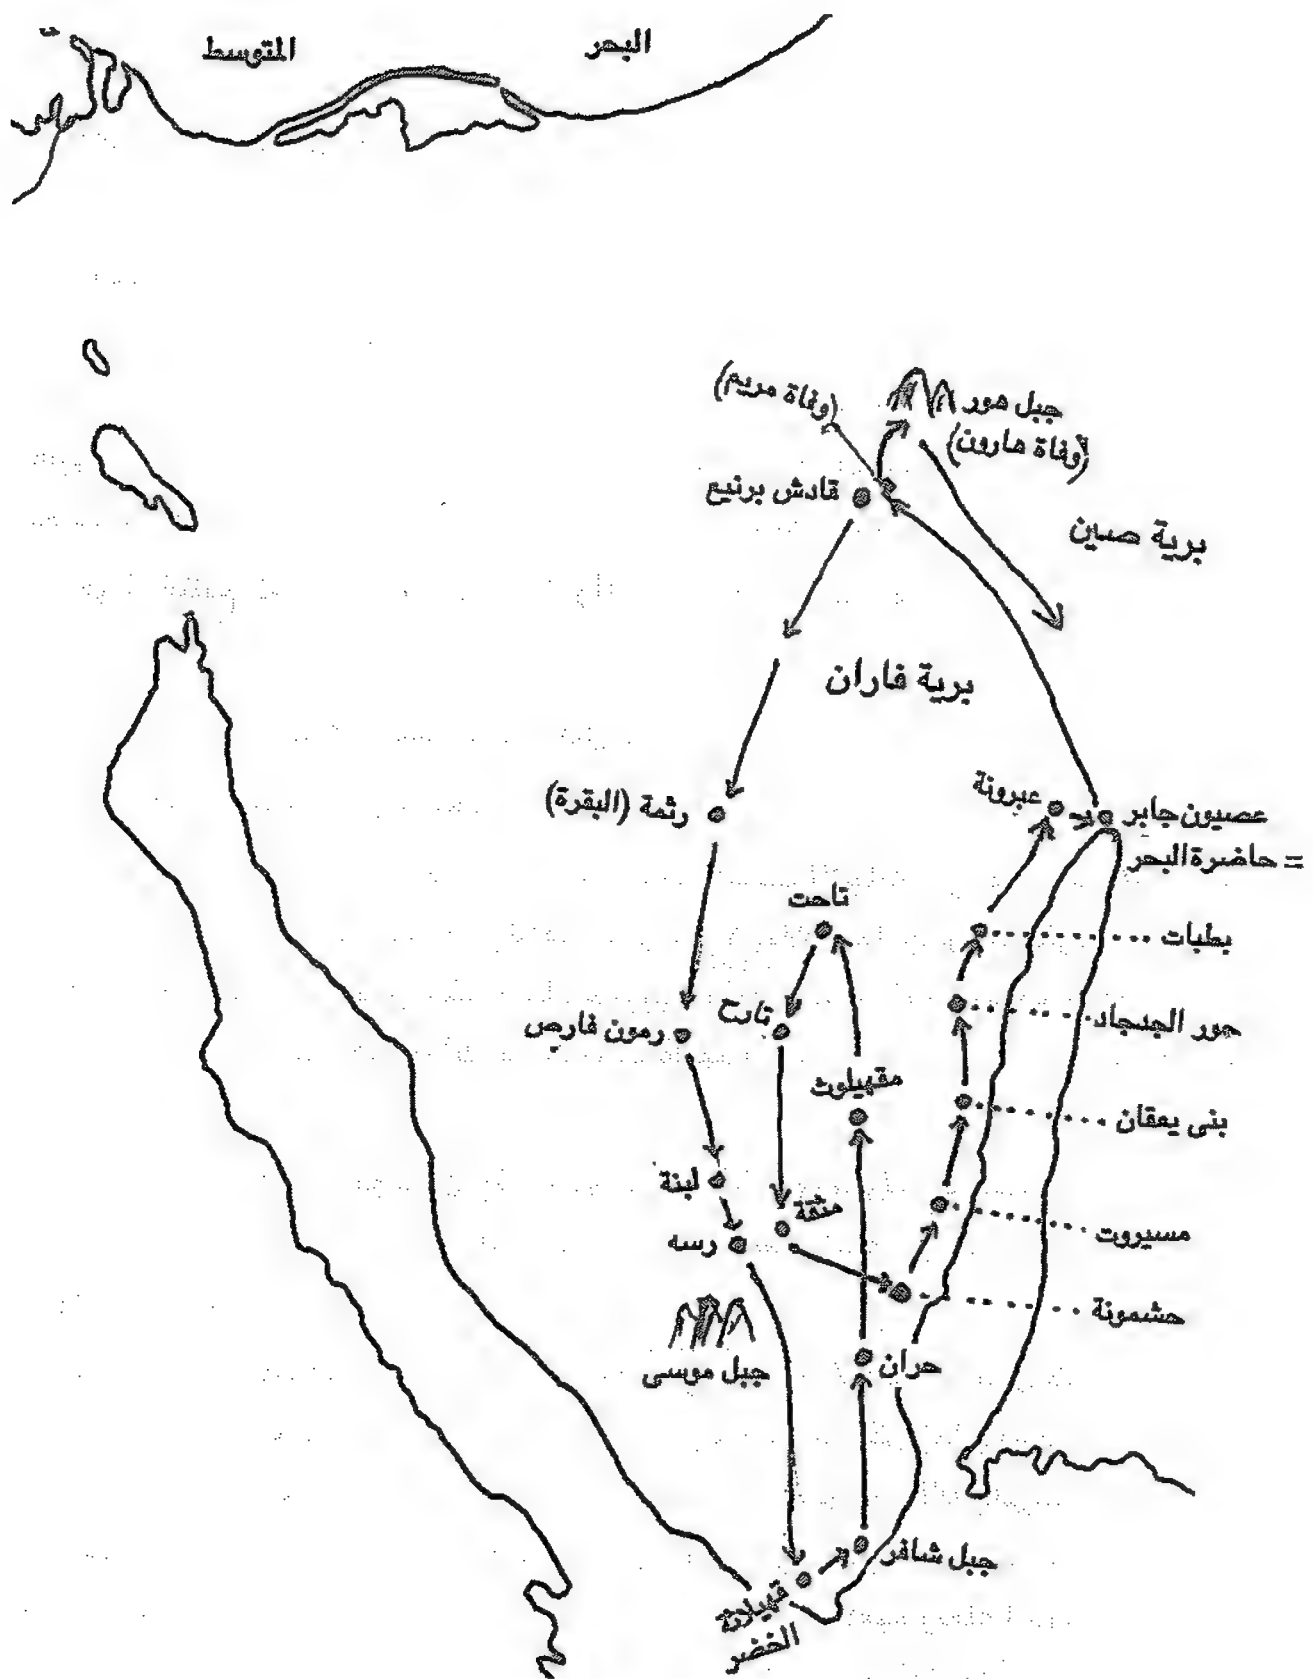 البحر
المتوسط
جبل هور
(وفاة هارون)
(وفاة مريم)
قادش برنيع
برية صين
برية فاران
رثمة (البقرة)
عبرونة
عصيون جابر
= حاضرة البحر
تاحت
بطبات
تارح
حور الجدجاد
رمون فارص
مقهيلوث
بنى يعقان
لبنة
مثقة
مسيروت
رسه
حشمونة
جبل موسى
حران
جبل شافر
قهيلاتة
الخضر